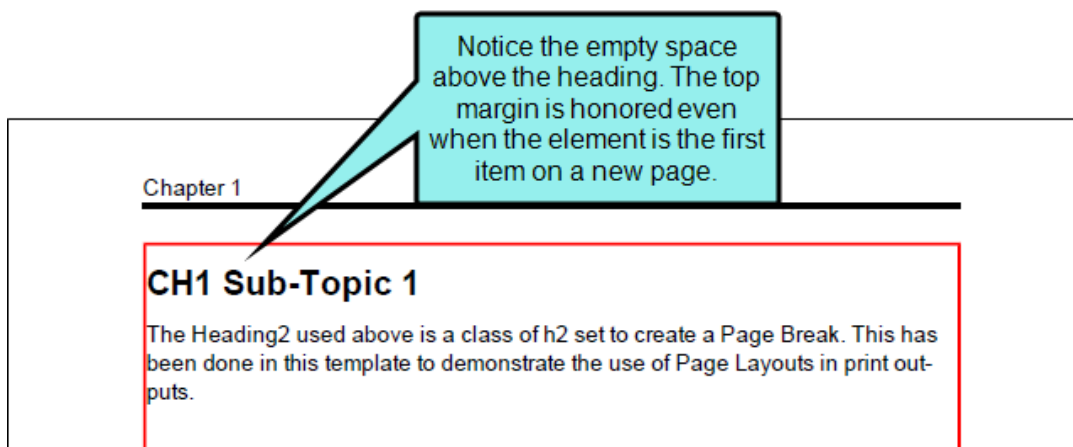 Notice the empty space
above the heading. The top
margin is honored even
when the element is the first
item on a new page.
Chapter 1
CH1 Sub-Topic 1
The Heading2 used above is a class of h2 set to create a Page Break. This has
been done in this template to demonstrate the use of Page Layouts in print out-
puts.